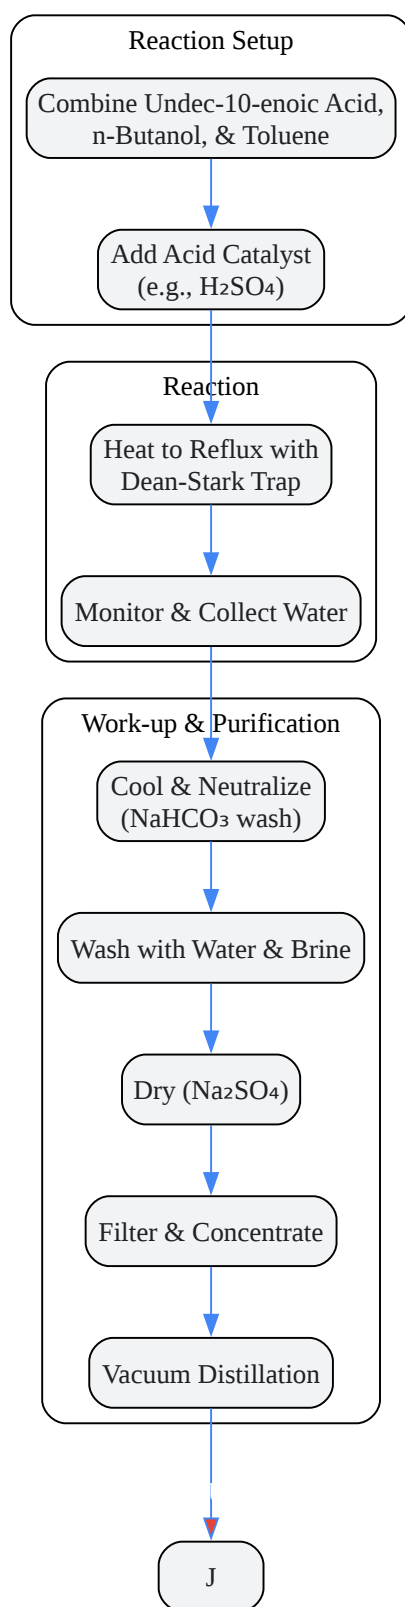 Reaction Setup
Combine Undec-10-enoic Acid,
n-Butanol, & Toluene
Add Acid Catalyst
(e.g., H₂SO₄)
Reaction
Heat to Reflux with
Dean-Stark Trap
Monitor & Collect Water
Work-up & Purification
Cool & Neutralize
(NaHCO₃ wash)
Wash with Water & Brine
Dry (Na₂SO₄)
Filter & Concentrate
Vacuum Distillation
J